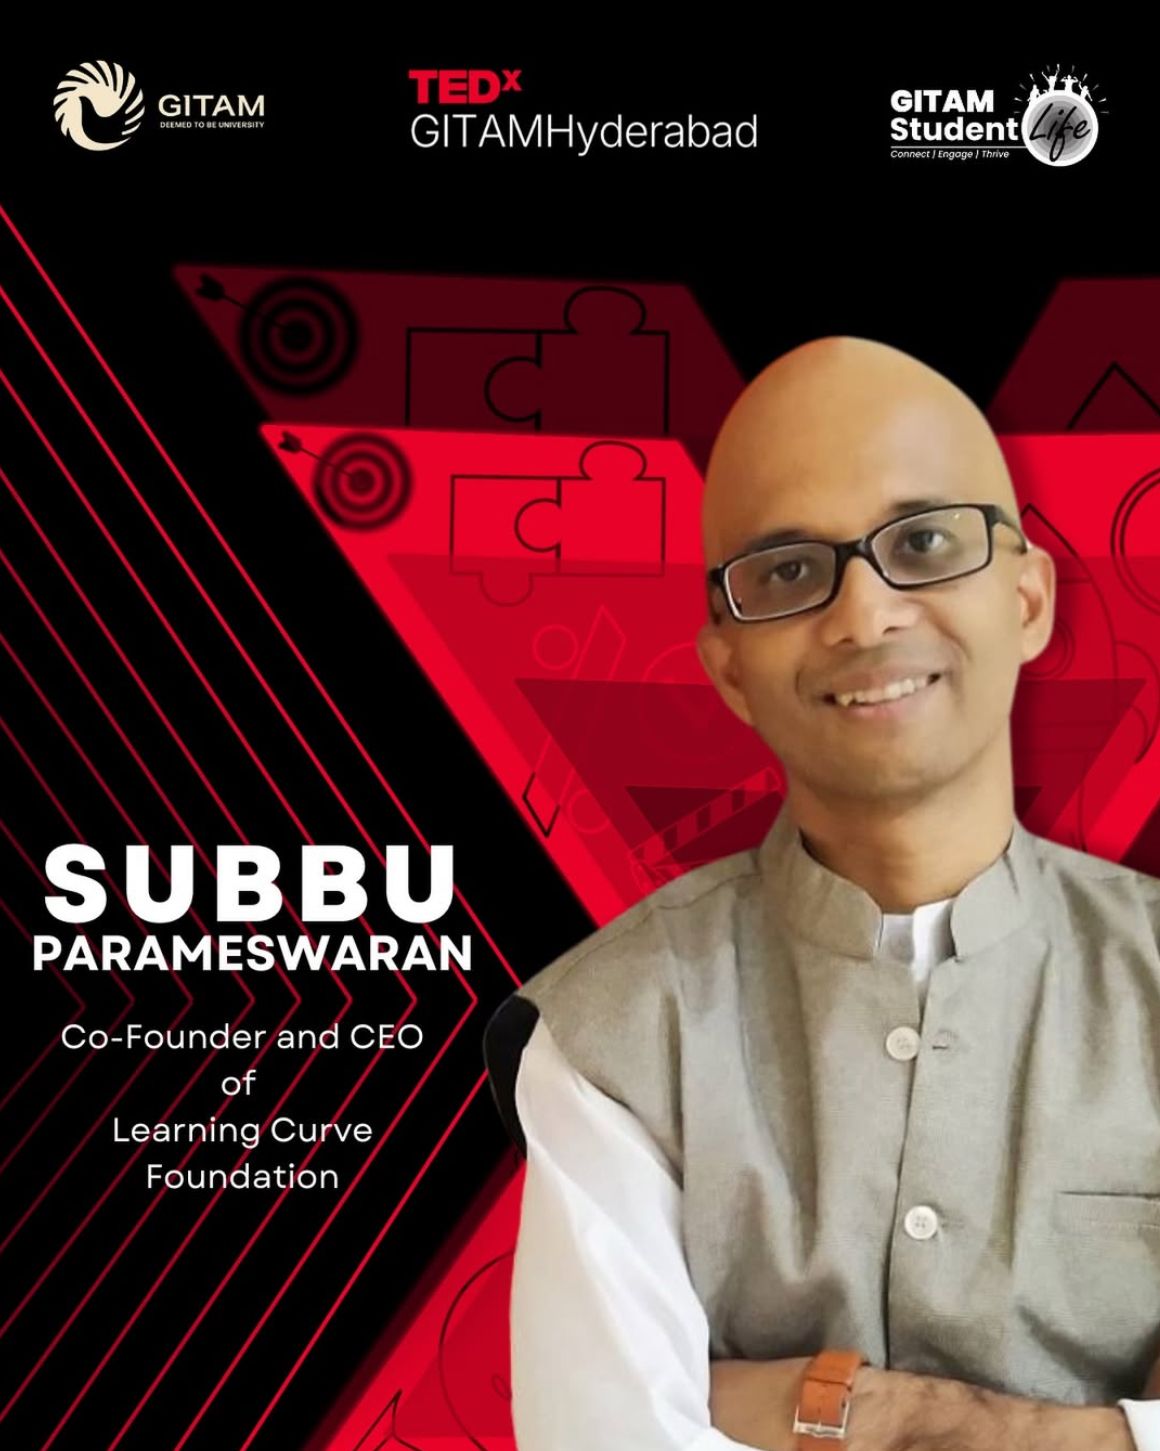 GITAM
DEEMED TO BE UNIVERSITY
TEDx
GITAMHyderabad
GITAM
Student Life
Connect | Engage | Thrive
SUBBU
PARAMESWARAN
Co-Founder and CEO
of
Learning Curve
Foundation